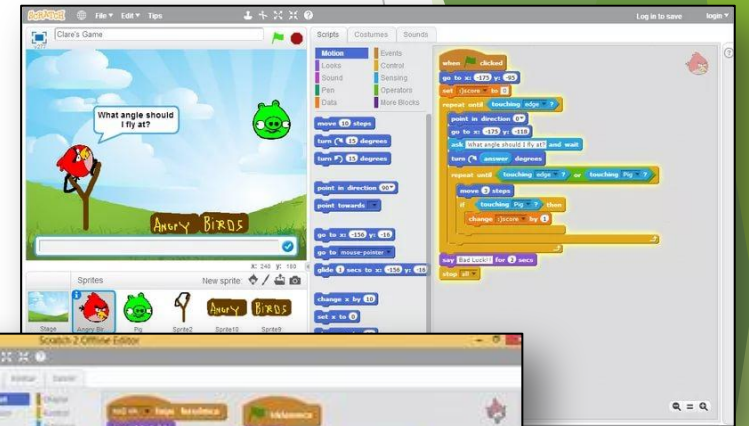 SCRATCH File Edit Tips Log in to save login
Clare's Game
Scripts Costumes Sounds
Motion Events
Looks Control
Sound Sensing
Pen Operators
Data More Blocks
What angle should
I fly at?
ANGRY BIRDS
X: 240 y: 180
Sprites New sprite:
Stage Angry Bir... Pig Sprite2 Sprite10 Sprite9
ANGRY BIRDS
move 10 steps
turn 15 degrees
turn 15 degrees
point in direction 90
point towards
go to x: -156 y: -16
go to mouse-pointer
glide 1 secs to x: -156 y: -16
change x by 10
set x to 0
when clicked
go to x: -175 y: -95
set score to 0
repeat until touching edge ?
point in direction 0
go to x: -175 y: -118
ask What angle should I fly at? and wait
turn answer degrees
repeat until touching edge ? or touching Pig ?
move 3 steps
if touching Pig ? then
change score by 1
say Bad Luck!! for 2 secs
stop all
Scratch 2 Offline Editor